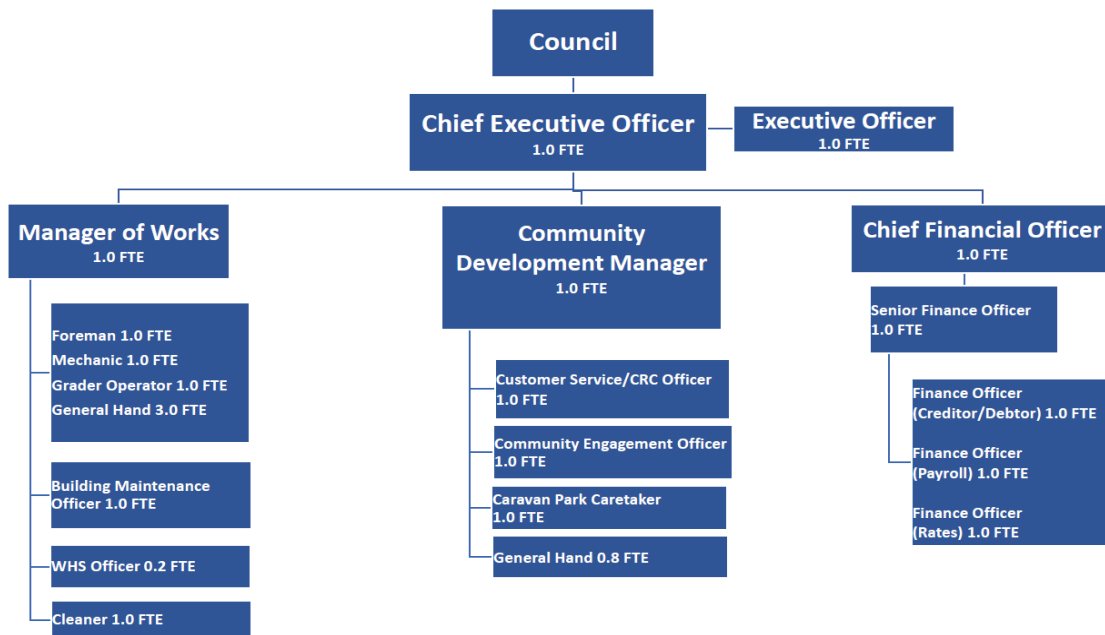 Council
Chief Executive Officer
1.0 FTE
Executive Officer
1.0 FTE
Manager of Works
1.0 FTE
Foreman 1.0 FTE
Mechanic 1.0 FTE
Grader Operator 1.0 FTE
General Hand 3.0 FTE
Building Maintenance
Officer 1.0 FTE
WHS Officer 0.2 FTE
Cleaner 1.0 FTE
Community
Development Manager
1.0 FTE
Customer Service/CRC Officer
1.0 FTE
Community Engagement Officer
1.0 FTE
Caravan Park Caretaker
1.0 FTE
General Hand 0.8 FTE
Chief Financial Officer
1.0 FTE
Senior Finance Officer
1.0 FTE
Finance Officer
(Creditor/Debtor) 1.0 FTE
Finance Officer
(Payroll) 1.0 FTE
Finance Officer
(Rates) 1.0 FTE